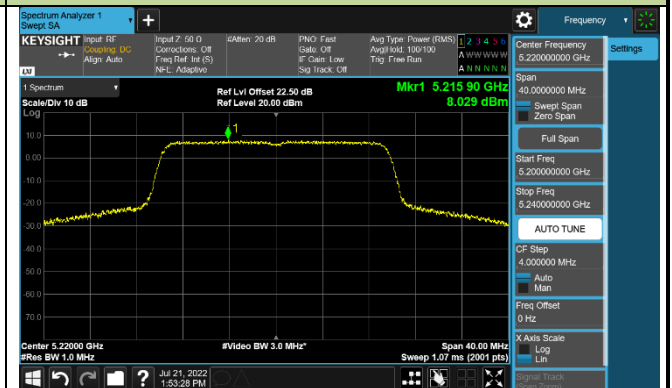 Spectrum Analyzer 1
Swept SA
Frequency
KEYSIGHT
Input: RF
Coupling: DC
Align: Auto
Input Z: 50 Ω
Corrections: Off
Freq Ref: Int (S)
NFE: Adaptive
#Atten: 20 dB
PNO: Fast
Gate: Off
IF Gain: Low
Sig Track: Off
Avg Type: Power (RMS)
Avg|Hold: 100/100
Trig: Free Run
1 2 3 4 5 6
A W W W W W
A N N N N N
LXI
1 Spectrum
Scale/Div 10 dB
Log
Ref Lvl Offset 22.50 dB
Ref Level 20.00 dBm
Mkr1 5.215 90 GHz
8.029 dBm
1
10.0
0.00
-10.0
-20.0
-30.0
-40.0
-50.0
-60.0
-70.0
Center 5.22000 GHz
#Res BW 1.0 MHz
#Video BW 3.0 MHz*
Span 40.00 MHz
Sweep 1.07 ms (2001 pts)
Jul 21, 2022
1:53:28 PM
?
Center Frequency
5.220000000 GHz
Settings
Span
40.0000000 MHz
Swept Span
Zero Span
Full Span
Start Freq
5.200000000 GHz
Stop Freq
5.240000000 GHz
AUTO TUNE
CF Step
4.000000 MHz
Auto
Man
Freq Offset
0 Hz
X Axis Scale
Log
Lin
Signal Track